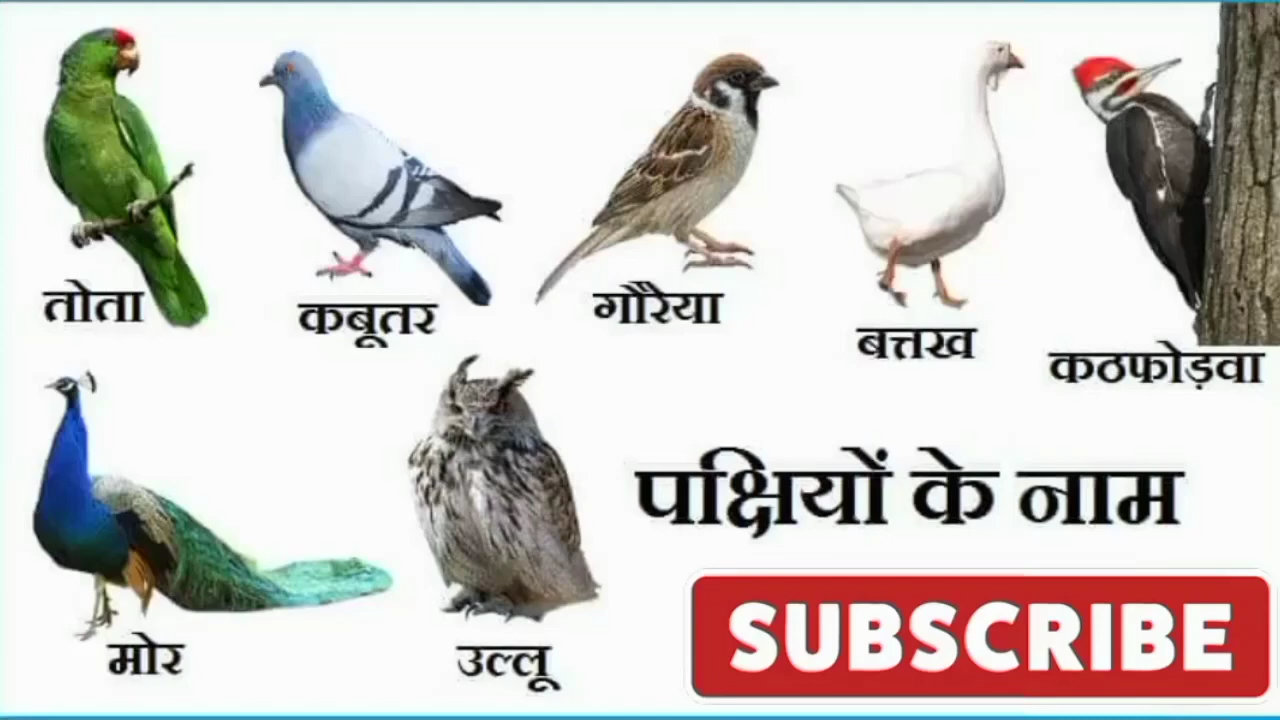 तोता
कबूतर
गौरैया
बत्तख
कठफोड़वा
मोर
उल्लू
पक्षियों के नाम
SUBSCRIBE